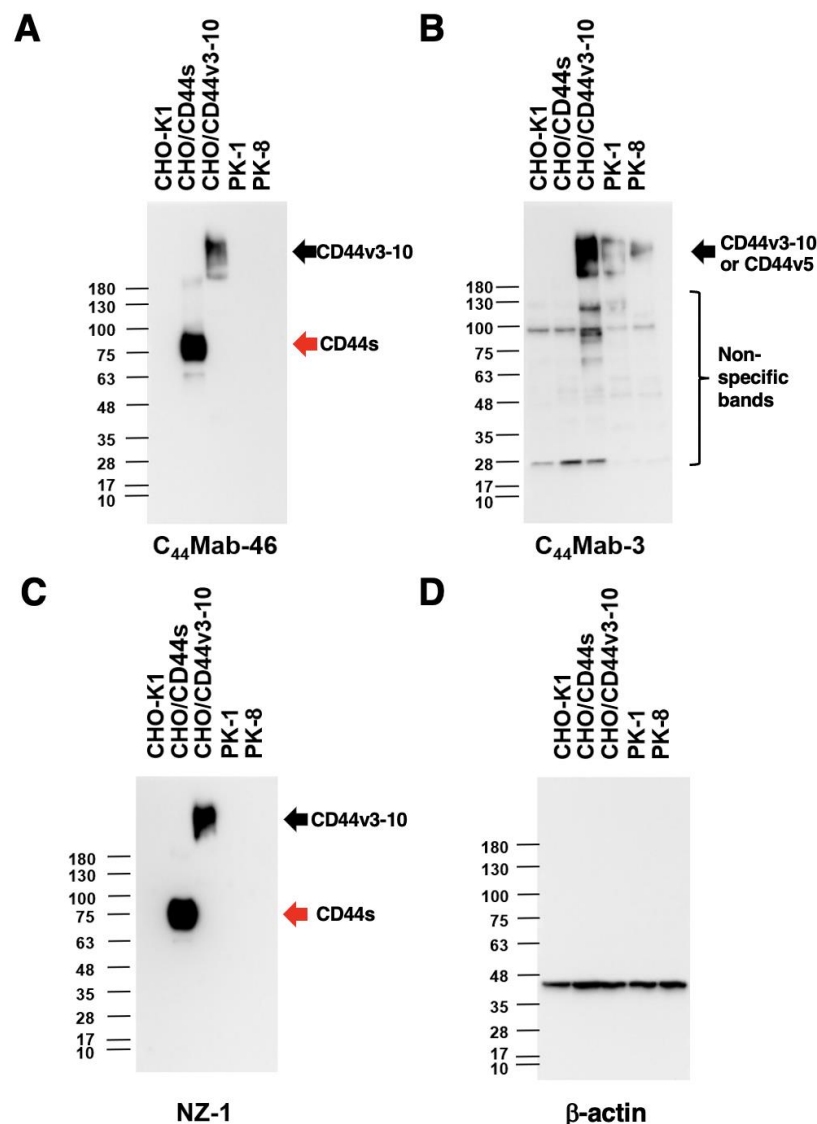 A
CHO-K1
CHO/CD44s
CHO/CD44v3-10
PK-1
PK-8
180
130
100
75
63
48
35
28
17
10
CD44v3-10
CD44s
C₄₄Mab-46
B
CHO-K1
CHO/CD44s
CHO/CD44v3-10
PK-1
PK-8
180
130
100
75
63
48
35
28
17
10
CD44v3-10
or CD44v5
Non-
specific
bands
C₄₄Mab-3
C
CHO-K1
CHO/CD44s
CHO/CD44v3-10
PK-1
PK-8
180
130
100
75
63
48
35
28
17
10
CD44v3-10
CD44s
NZ-1
D
CHO-K1
CHO/CD44s
CHO/CD44v3-10
PK-1
PK-8
180
130
100
75
63
48
35
28
17
10
β-actin